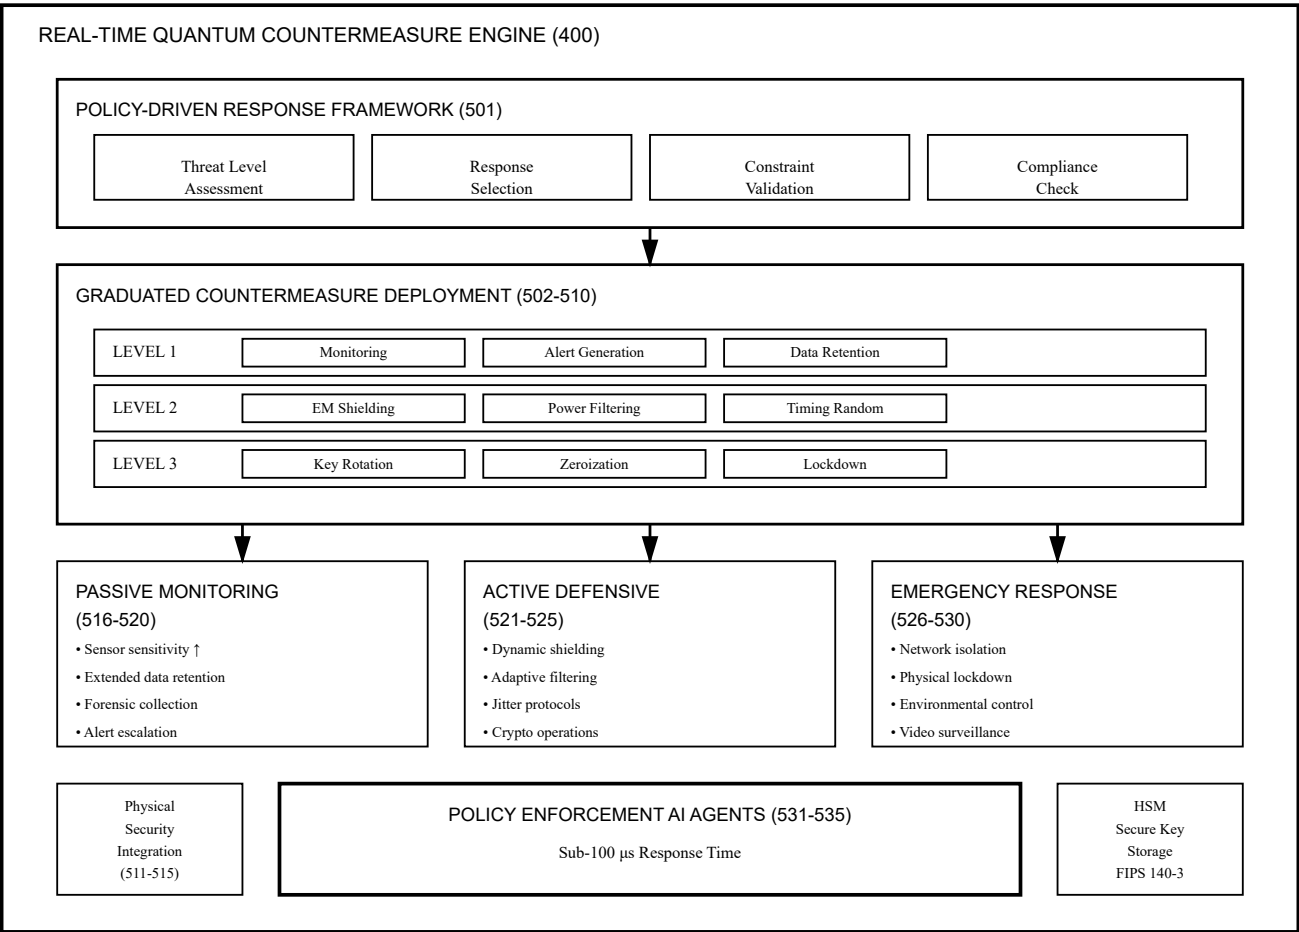 REAL-TIME QUANTUM COUNTERMEASURE ENGINE (400)
POLICY-DRIVEN RESPONSE FRAMEWORK (501)
Threat Level
Assessment
Response
Selection
Constraint
Validation
Compliance
Check
GRADUATED COUNTERMEASURE DEPLOYMENT (502-510)
LEVEL 1
Monitoring
Alert Generation
Data Retention
LEVEL 2
EM Shielding
Power Filtering
Timing Random
LEVEL 3
Key Rotation
Zeroization
Lockdown
PASSIVE MONITORING
(516-520)
• Sensor sensitivity ↑
• Extended data retention
• Forensic collection
• Alert escalation
ACTIVE DEFENSIVE
(521-525)
• Dynamic shielding
• Adaptive filtering
• Jitter protocols
• Crypto operations
EMERGENCY RESPONSE
(526-530)
• Network isolation
• Physical lockdown
• Environmental control
• Video surveillance
Physical
Security
Integration
(511-515)
POLICY ENFORCEMENT AI AGENTS (531-535)
Sub-100 μs Response Time
HSM
Secure Key
Storage
FIPS 140-3